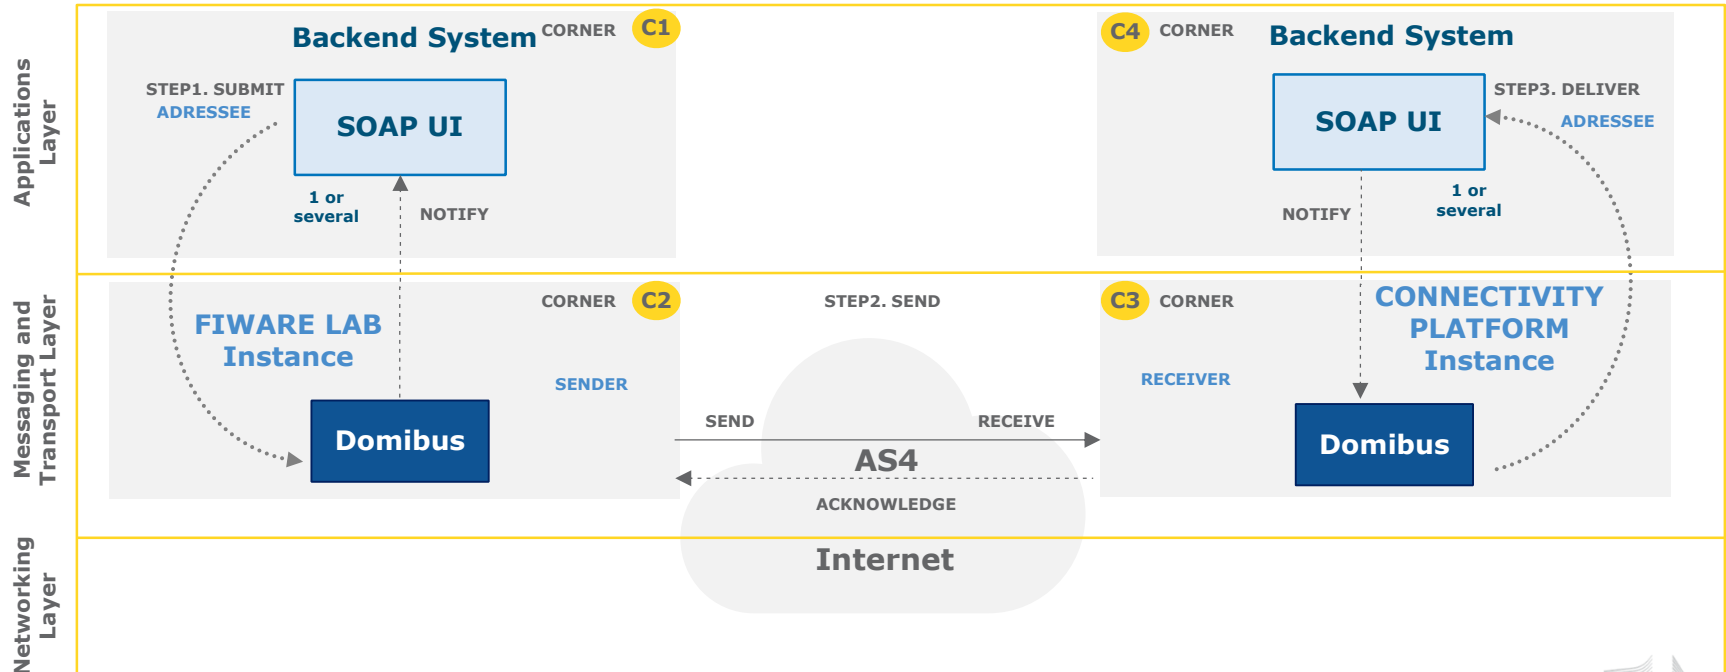 Applications
Layer
Backend System
CORNER
C1
STEP1. SUBMIT
ADRESSEE
SOAP UI
1 or
several
NOTIFY
C4
CORNER
Backend System
STEP3. DELIVER
ADRESSEE
SOAP UI
1 or
several
NOTIFY
Messaging and
Transport Layer
CORNER
C2
FIWARE LAB
Instance
SENDER
Domibus
STEP2. SEND
SEND
RECEIVE
AS4
ACKNOWLEDGE
C3
CORNER
CONNECTIVITY
PLATFORM
Instance
RECEIVER
Domibus
Networking
Layer
Internet